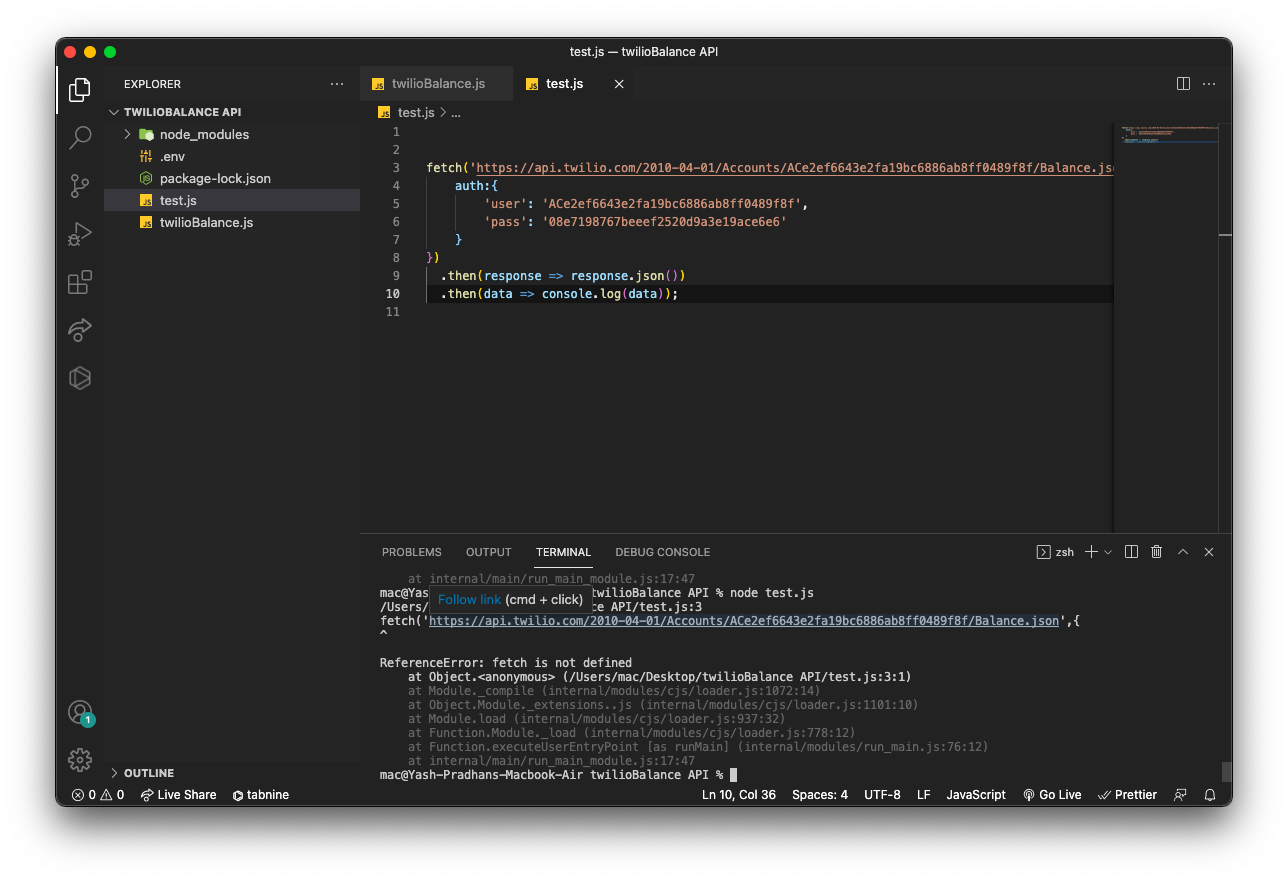 test.js — twilioBalance API
EXPLORER
twilioBalance.js
test.js
TWILIOBALANCE API
node_modules
.env
package-lock.json
test.js
twilioBalance.js
OUTLINE
test.js > ...
1
2
3 fetch('https://api.twilio.com/2010-04-01/Accounts/ACe2ef6643e2fa19bc6886ab8ff0489f8f/Balance.jso
4 auth:{
5 'user': 'ACe2ef6643e2fa19bc6886ab8ff0489f8f',
6 'pass': '08e7198767beeef2520d9a3e19ace6e6'
7 }
8 })
9 .then(response => response.json())
10 .then(data => console.log(data));
11
PROBLEMS OUTPUT TERMINAL DEBUG CONSOLE
zsh
at internal/main/run_main_module.js:17:47
mac@Yas twilioBalance API % node test.js
Follow link (cmd + click)
/Users/ ce API/test.js:3
fetch('https://api.twilio.com/2010-04-01/Accounts/ACe2ef6643e2fa19bc6886ab8ff0489f8f/Balance.json',{
^
ReferenceError: fetch is not defined
at Object.<anonymous> (/Users/mac/Desktop/twilioBalance API/test.js:3:1)
at Module._compile (internal/modules/cjs/loader.js:1072:14)
at Object.Module._extensions..js (internal/modules/cjs/loader.js:1101:10)
at Module.load (internal/modules/cjs/loader.js:937:32)
at Function.Module._load (internal/modules/cjs/loader.js:778:12)
at Function.executeUserEntryPoint [as runMain] (internal/modules/run_main.js:76:12)
at internal/main/run_main_module.js:17:47
mac@Yash-Pradhans-Macbook-Air twilioBalance API %
1
0 0 Live Share tabnine Ln 10, Col 36 Spaces: 4 UTF-8 LF JavaScript Go Live Prettier